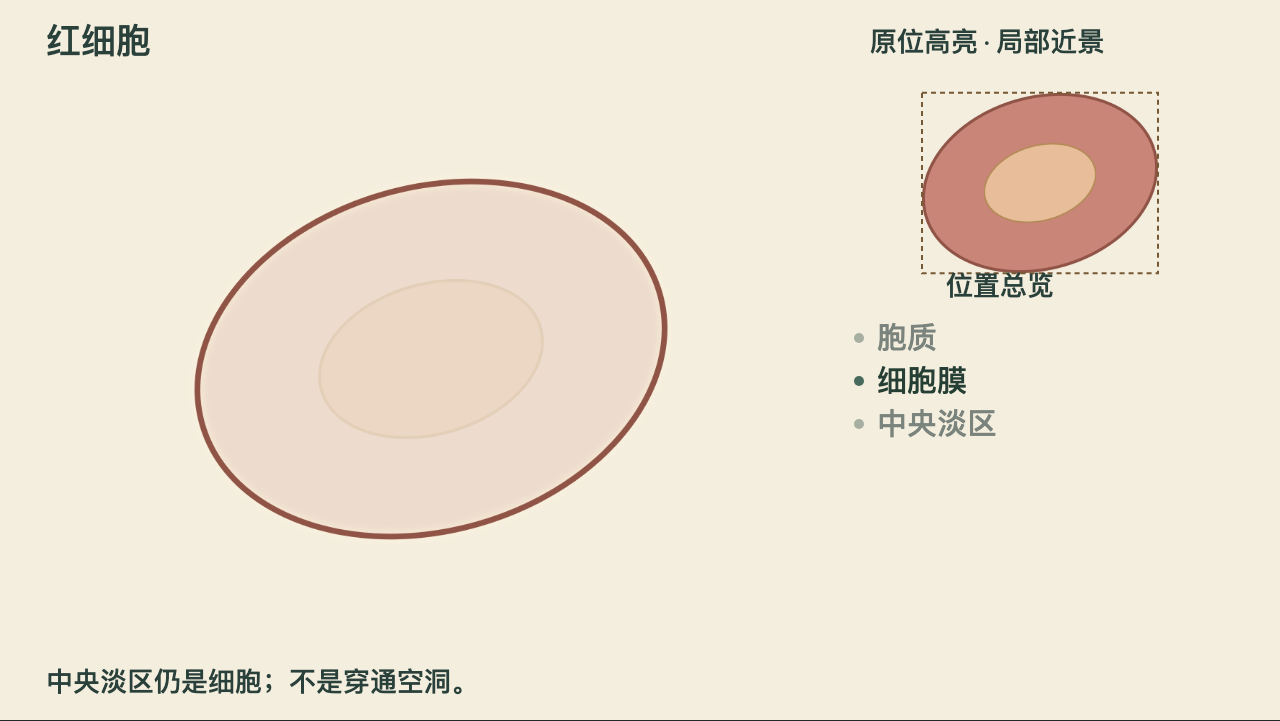 红细胞
原位高亮 · 局部近景
位置总览
胞质
细胞膜
中央淡区
中央淡区仍是细胞；不是穿通空洞。